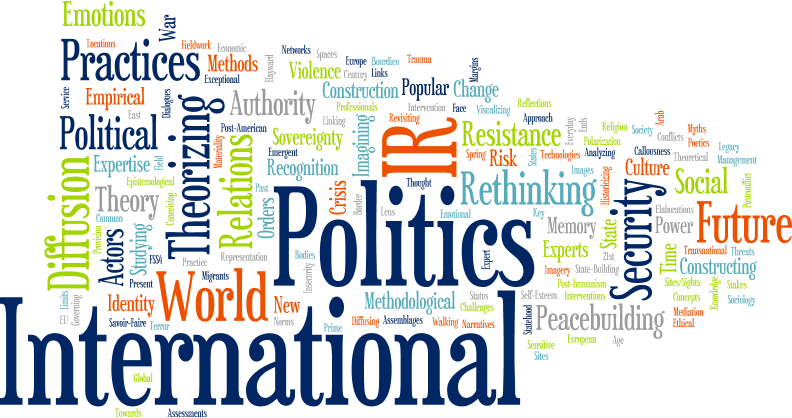 Emotions
War
Locations
Fieldwork
Economic
Networks
Spaces
Practices
Methods
Exceptional
Hayward
Violence
Europe
Bourdieu
Trauma
Century
Links
Margins
Service
Empirical
Dialogues
Construction
Popular
Change
East
Authority
Professionals
Intervention
Face
Visualizing
Reflections
Linking
Revisiting
Approach
Everyday
Ends
Political
Theorizing
Post-American
Sovereignty
Imagining
IR
Resistance
Religion
Society
Arab
Polarization
Conflicts
Myths
Poetics
Materiality
Emergent
Spring
Risk
States
Technologies
Analyzing
Callousness
Legacy
Management
Expertise
Field
Relations
Recognition
Culture
Theoretical
Diffusion
Epistemological
Past
Crisis
Thought
Rethinking
Images
Historicizing
Social
Postconflict
Theory
Conceiving
Orders
Border
Lens
Emotional
Key
Memory
State
Security
Elaborations
Power
Future
Common
Provision
Actors
Studying
Politics
Experts
Expert
21st
Time
Transnational
Threats
FSS4
Practice
Representation
Bodies
Insecurity
Imagery
State-Building
Constructing
Present
Migrants
Post-humanism
Sites/Sights
Stakes
Limits
Governing
Identity
World
New
Methodological
Status
Self-Esteem
Interventions
Concepts
Knowledge
Sociology
Challenges
EU
Savoir-Faire
Terror
Norms
Prime
Diffusing
Assemblages
Walking
Narratives
Statehood
Peacebuilding
Mediation
Ethical
International
Sensitive
European
Age
Sites
Global
Towards
Assessments